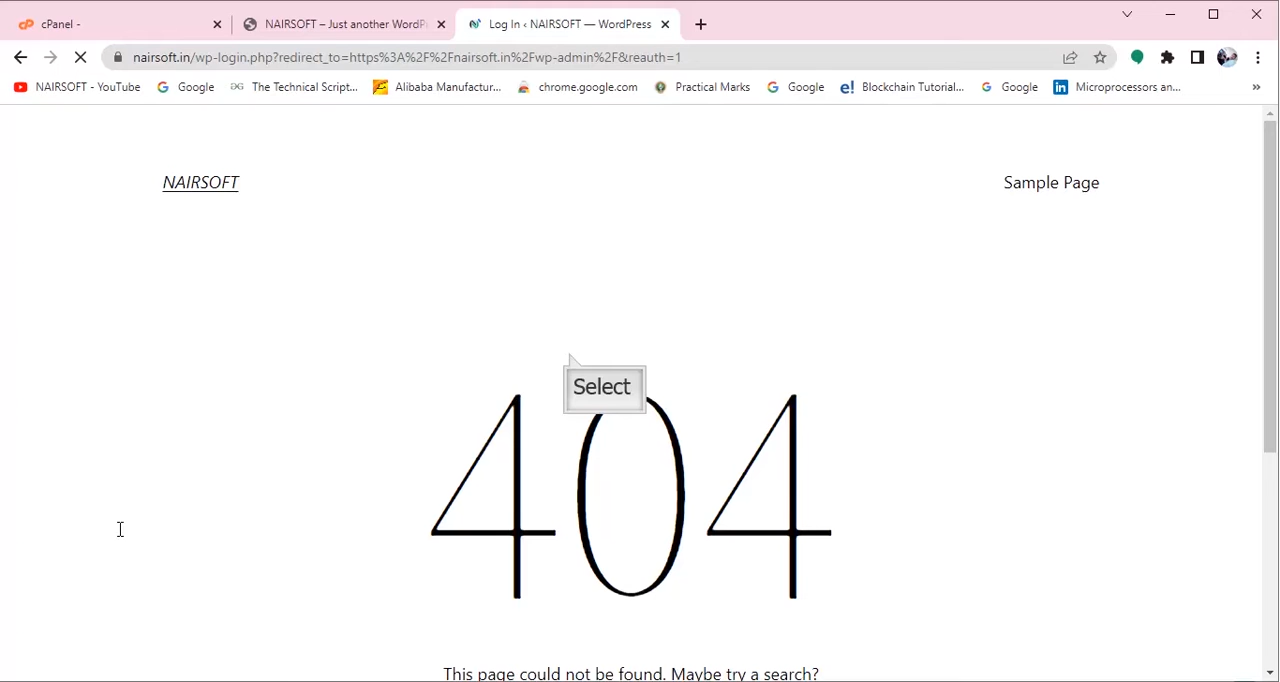 cPanel -
NAIRSOFT – Just another WordP
Log In ‹ NAIRSOFT — WordPress
nairsoft.in/wp-login.php?redirect_to=https%3A%2F%2Fnairsoft.in%2Fwp-admin%2F&reauth=1
NAIRSOFT - YouTube
Google
The Technical Script...
Alibaba Manufactur...
chrome.google.com
Practical Marks
Google
Blockchain Tutorial...
Google
Microprocessors an...
NAIRSOFT
Sample Page
Select
404
This page could not be found. Maybe try a search?